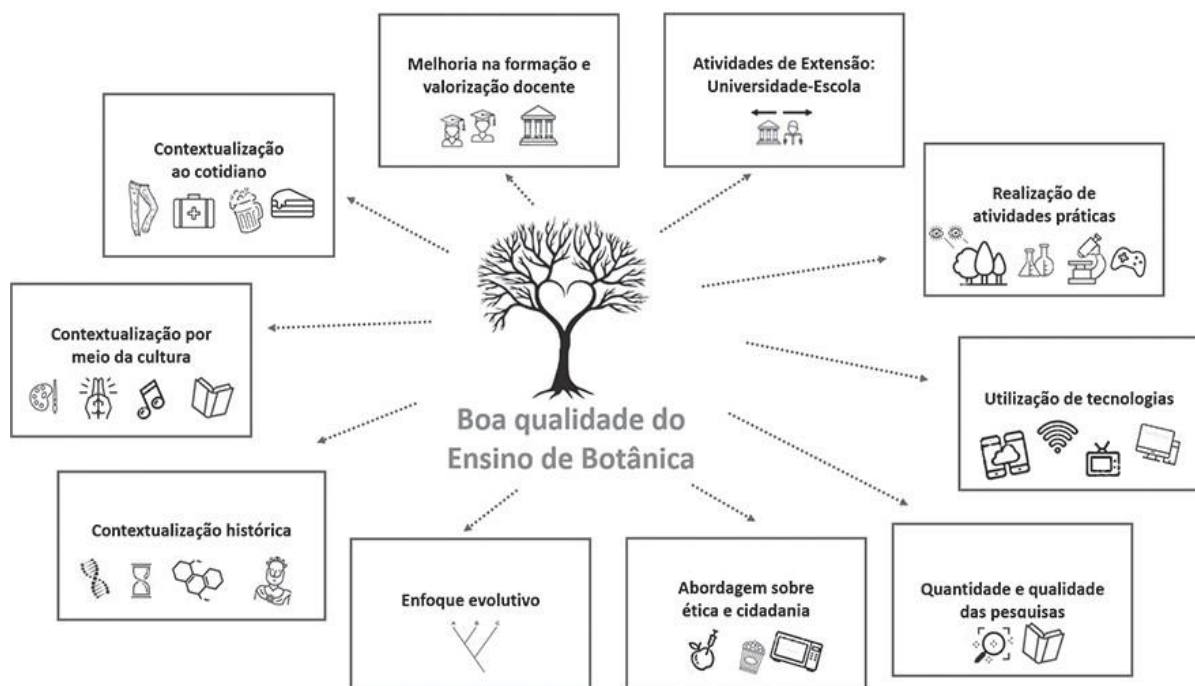 Melhoria na formação e
valorização docente
Atividades de Extensão:
Universidade-Escola
Contextualização
ao cotidiano
Realização de
atividades práticas
Contextualização por
meio da cultura
Utilização de tecnologias
Boa qualidade do
Ensino de Botânica
Contextualização histórica
Enfoque evolutivo
A B C
Abordagem sobre
ética e cidadania
Quantidade e qualidade
das pesquisas